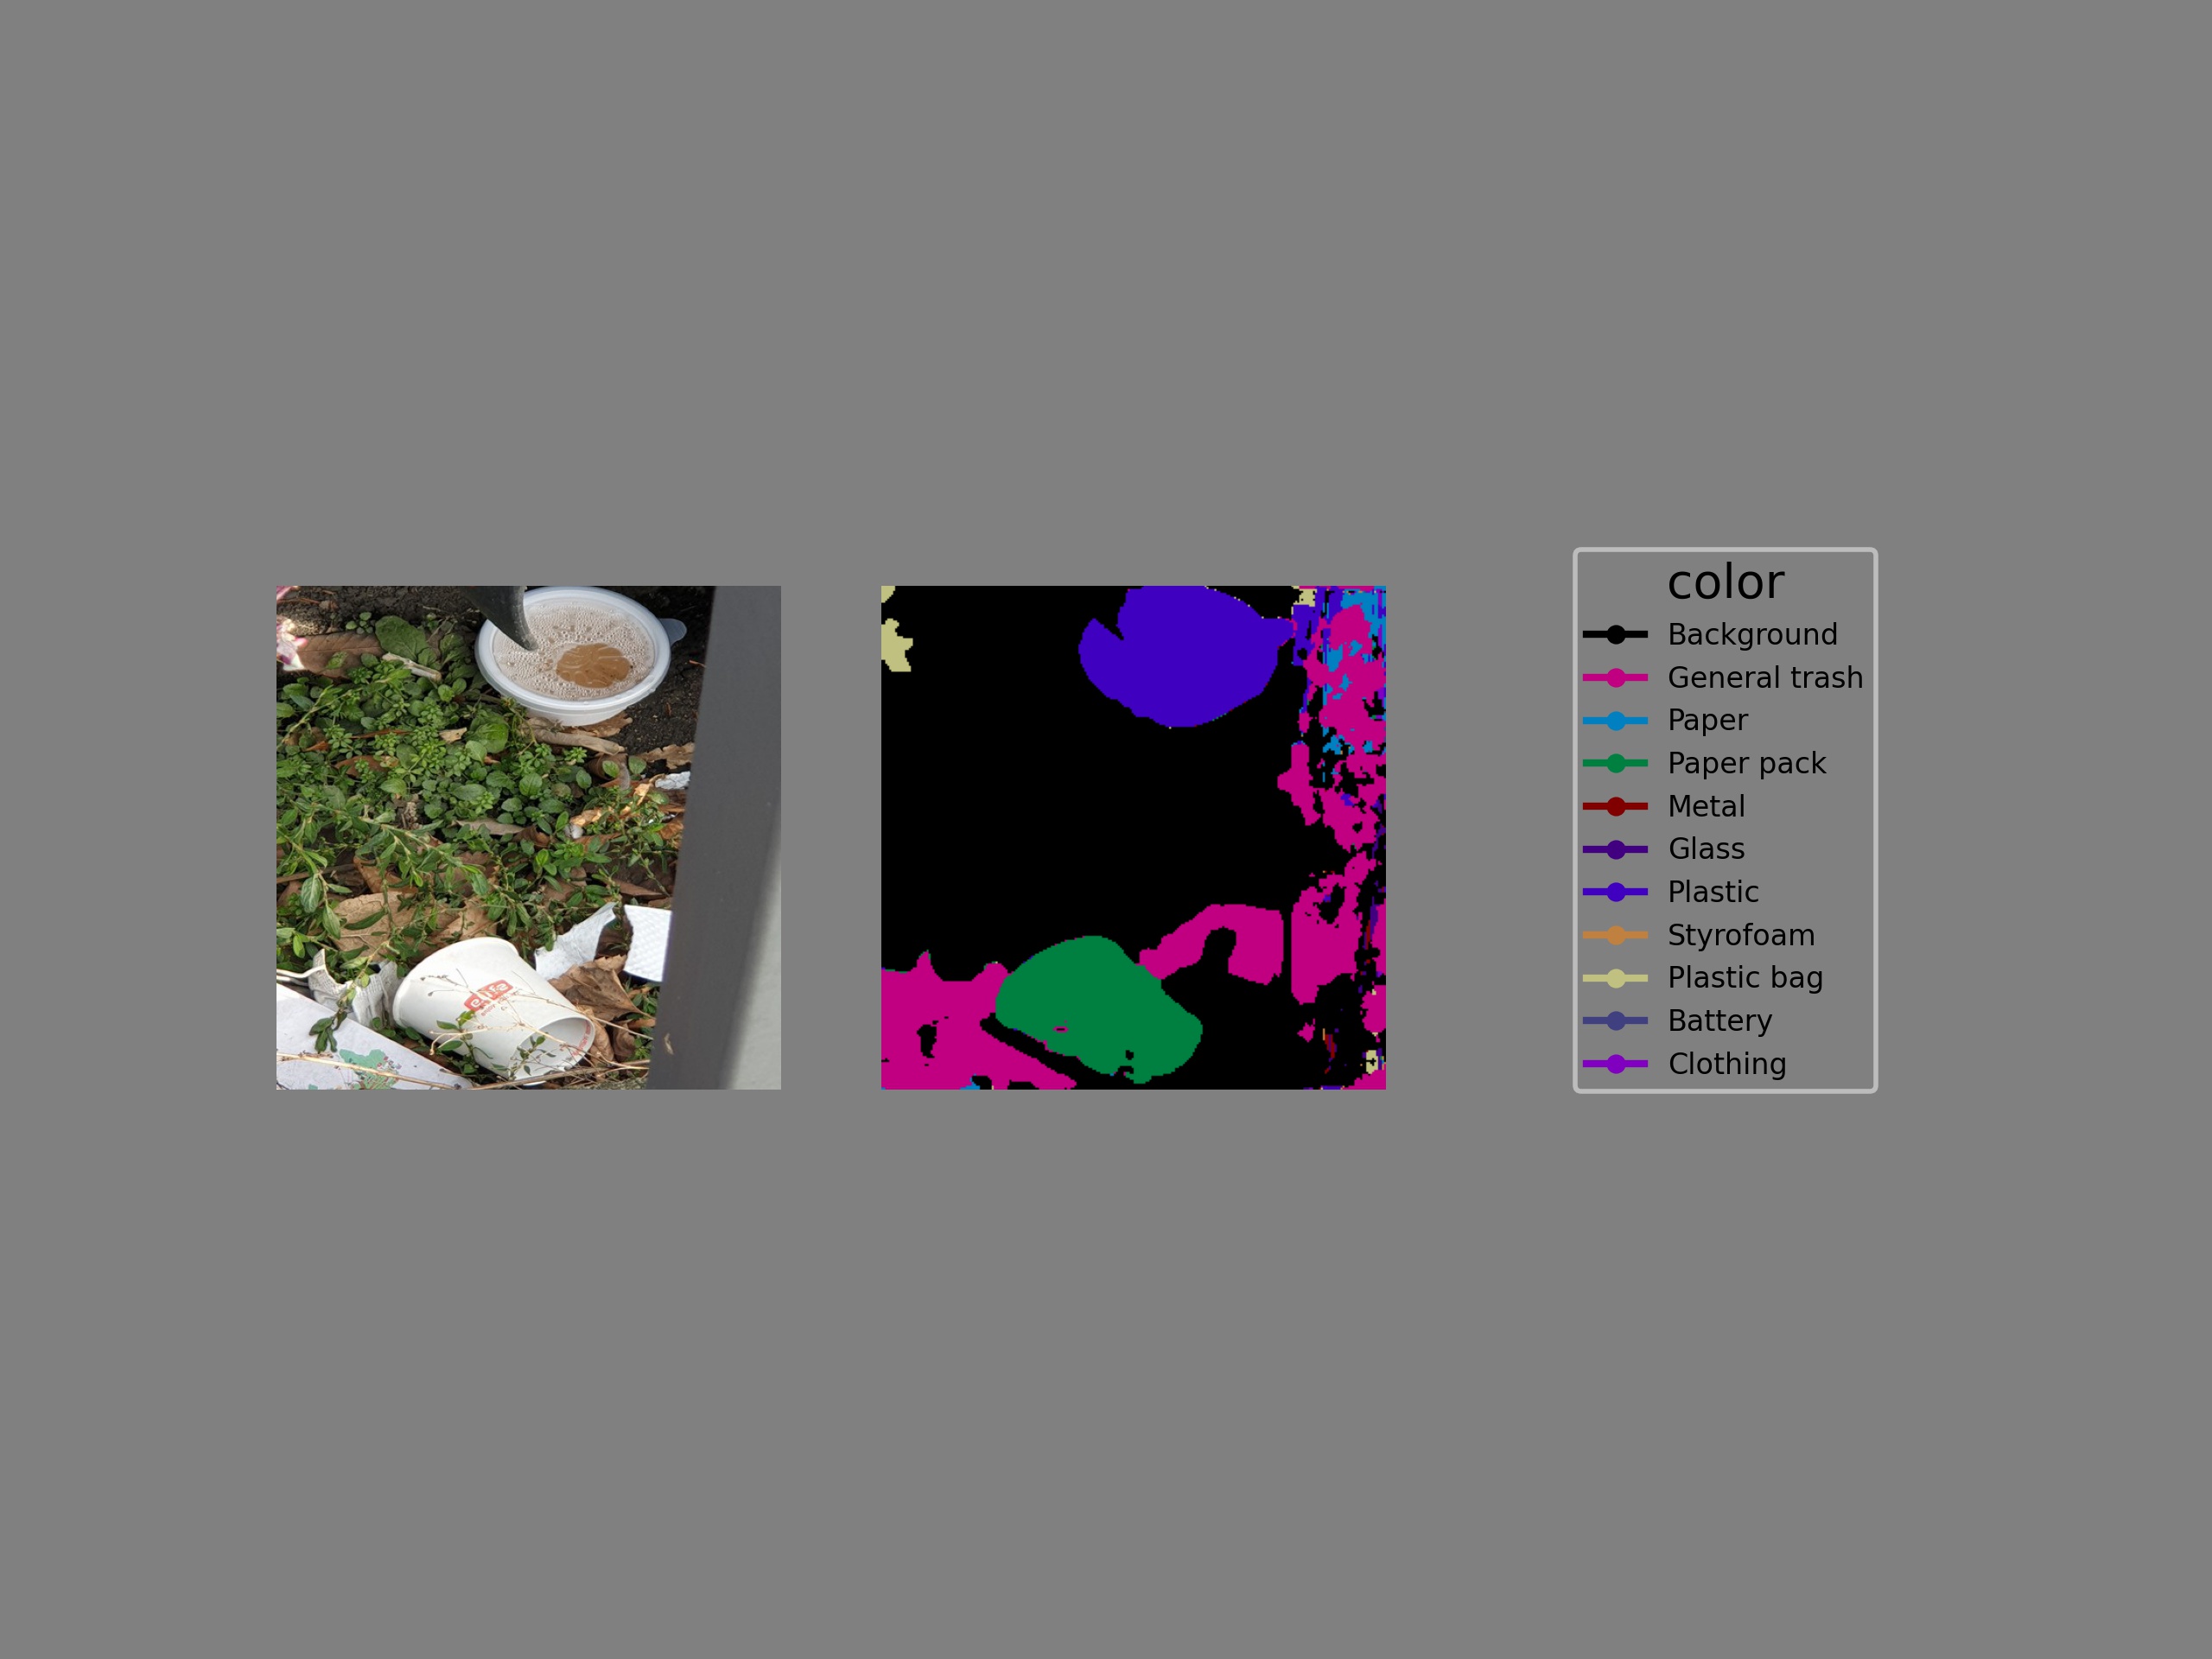 color
Background
General trash
Paper
Paper pack
Metal
Glass
Plastic
Styrofoam
Plastic bag
Battery
Clothing